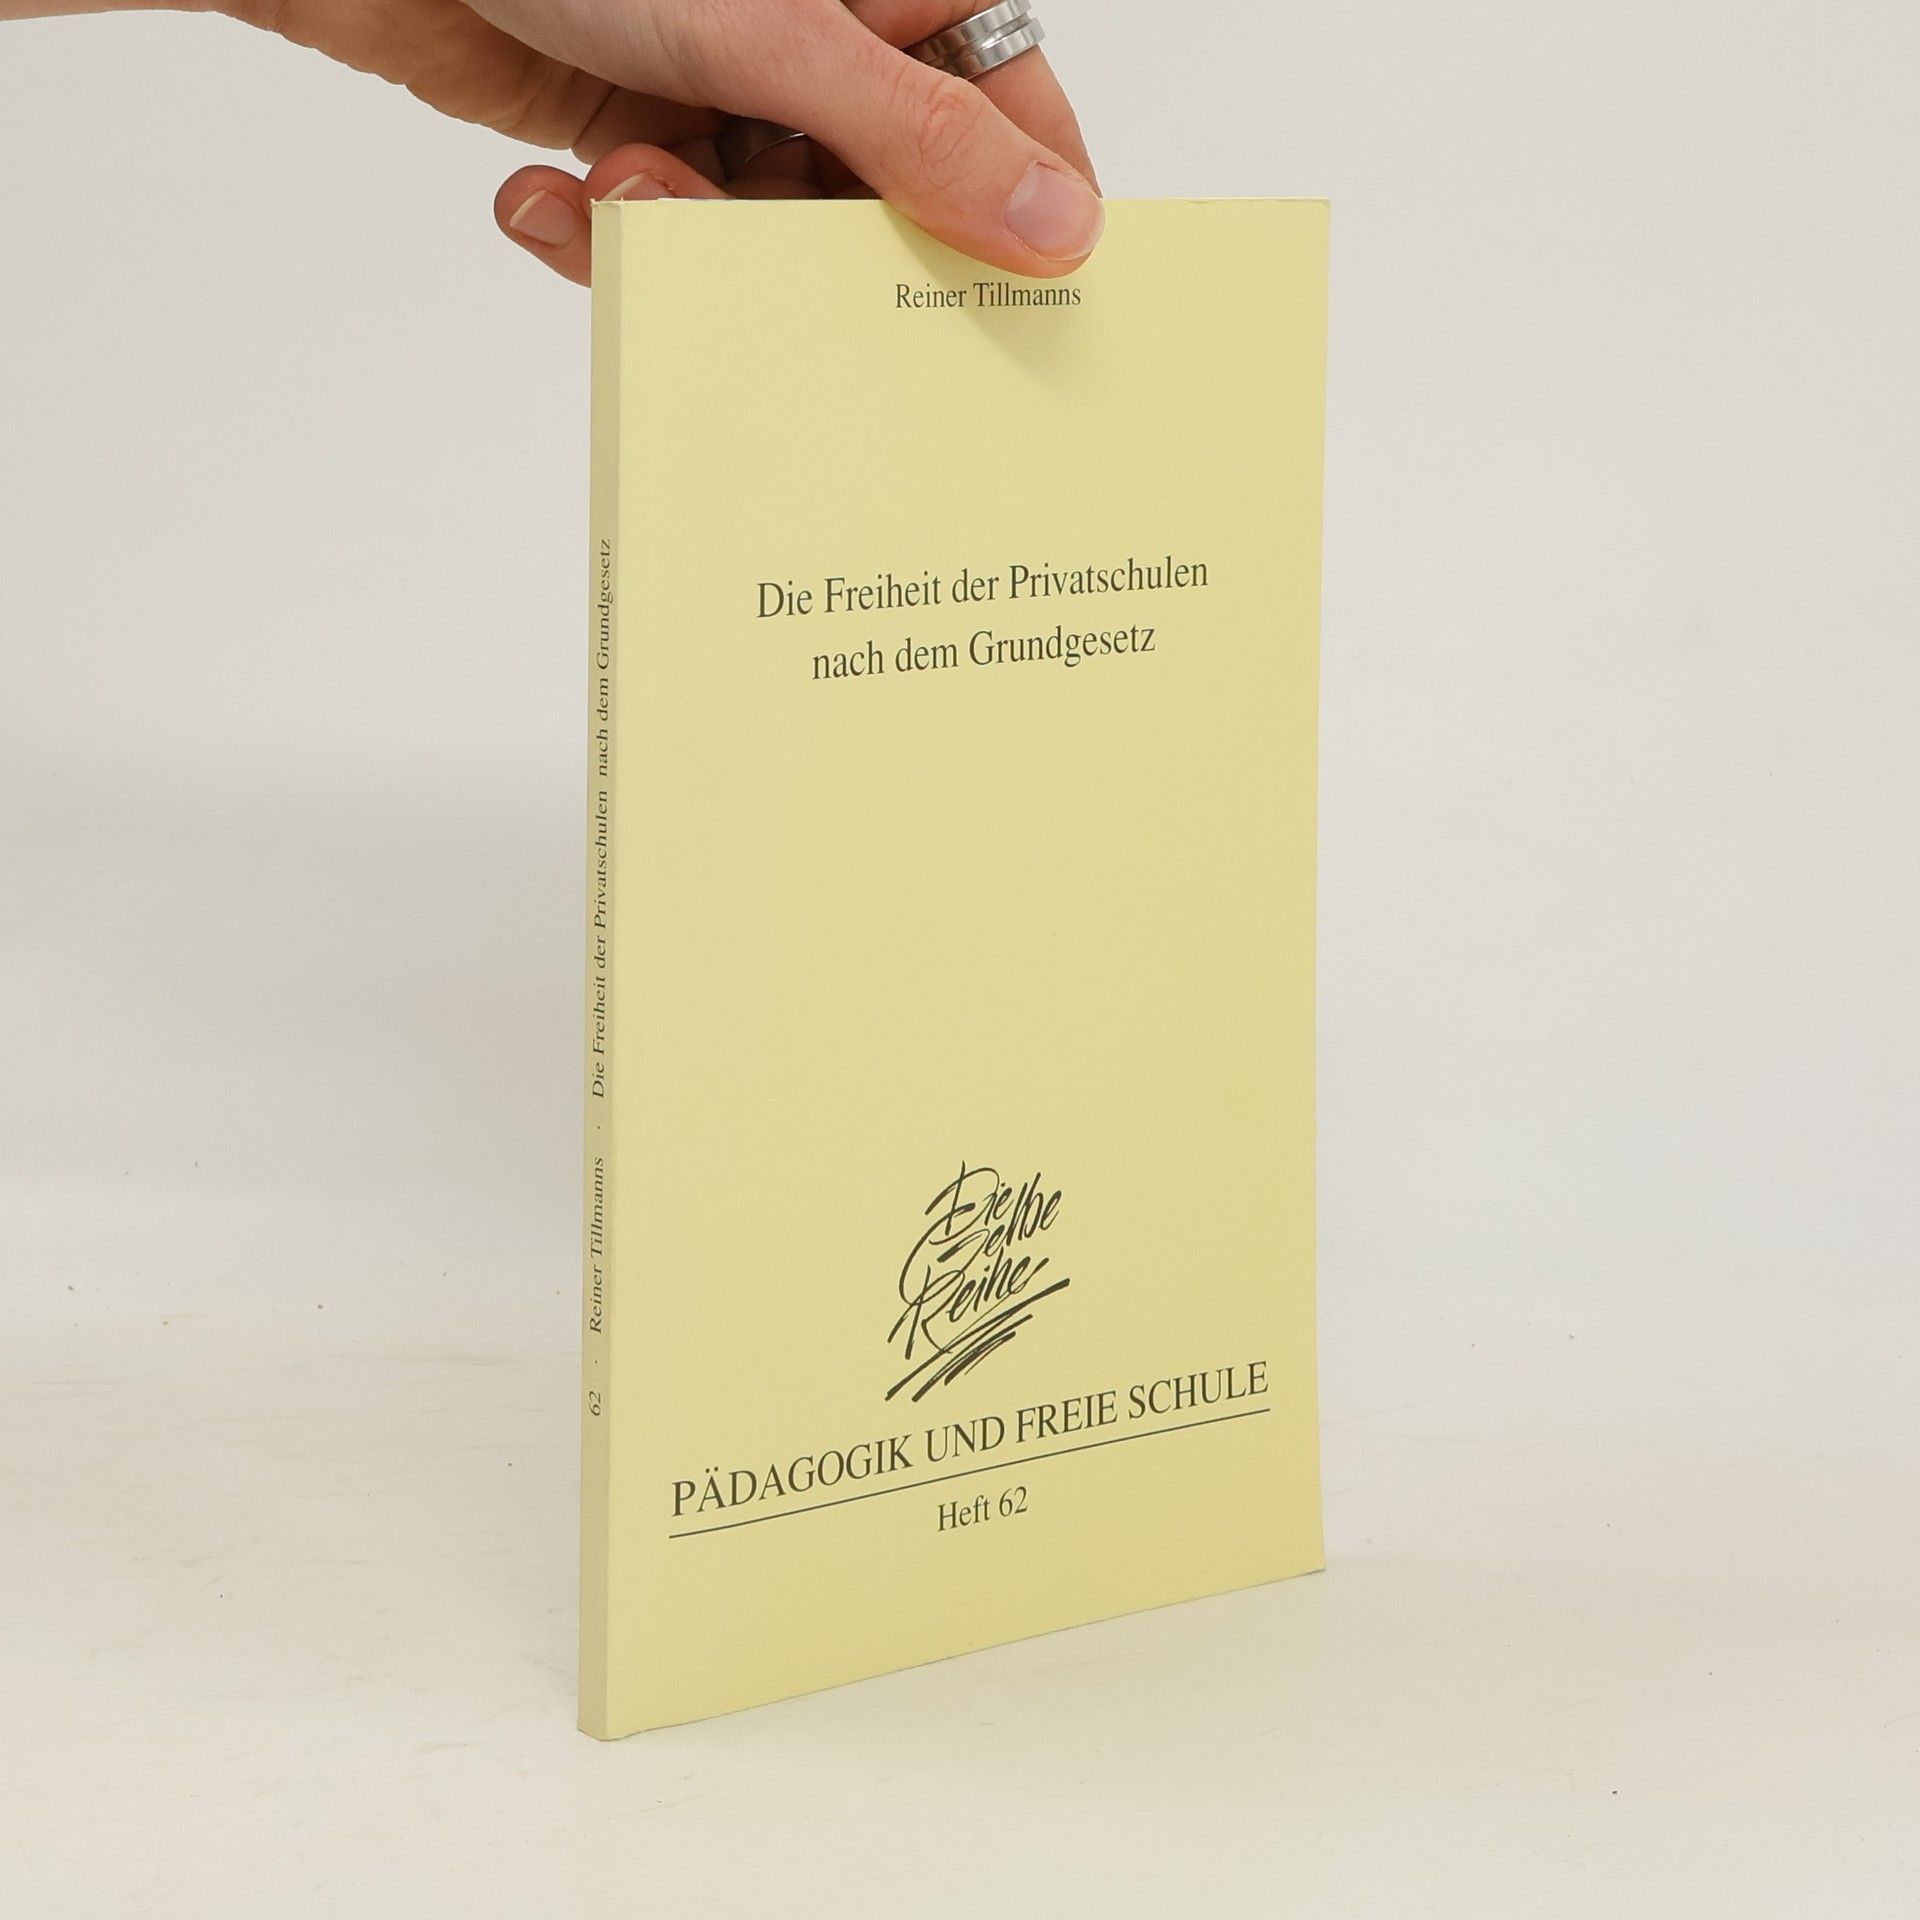 Reiner Tillmanns
Die Freiheit der Privatschulen
nach dem Grundgesetz
Die
Gelbe
Reihe
PÄDAGOGIK UND FREIE SCHULE
Heft 62
62 · Reiner Tillmanns · Die Freiheit der Privatschulen nach dem Grundgesetz